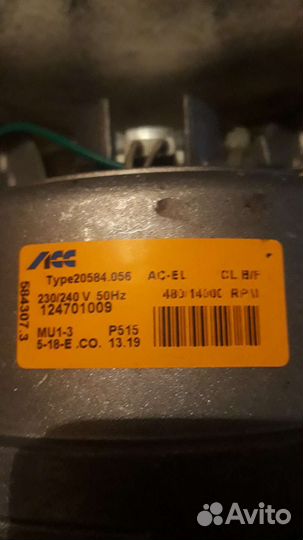 ACC
Type20584.056 AC-EL CL B/F
230/240 V 50Hz 480/14000 RPM
124701009
MU1-3 P515
5-18-E .CO. 13.19
584307.3
Avito